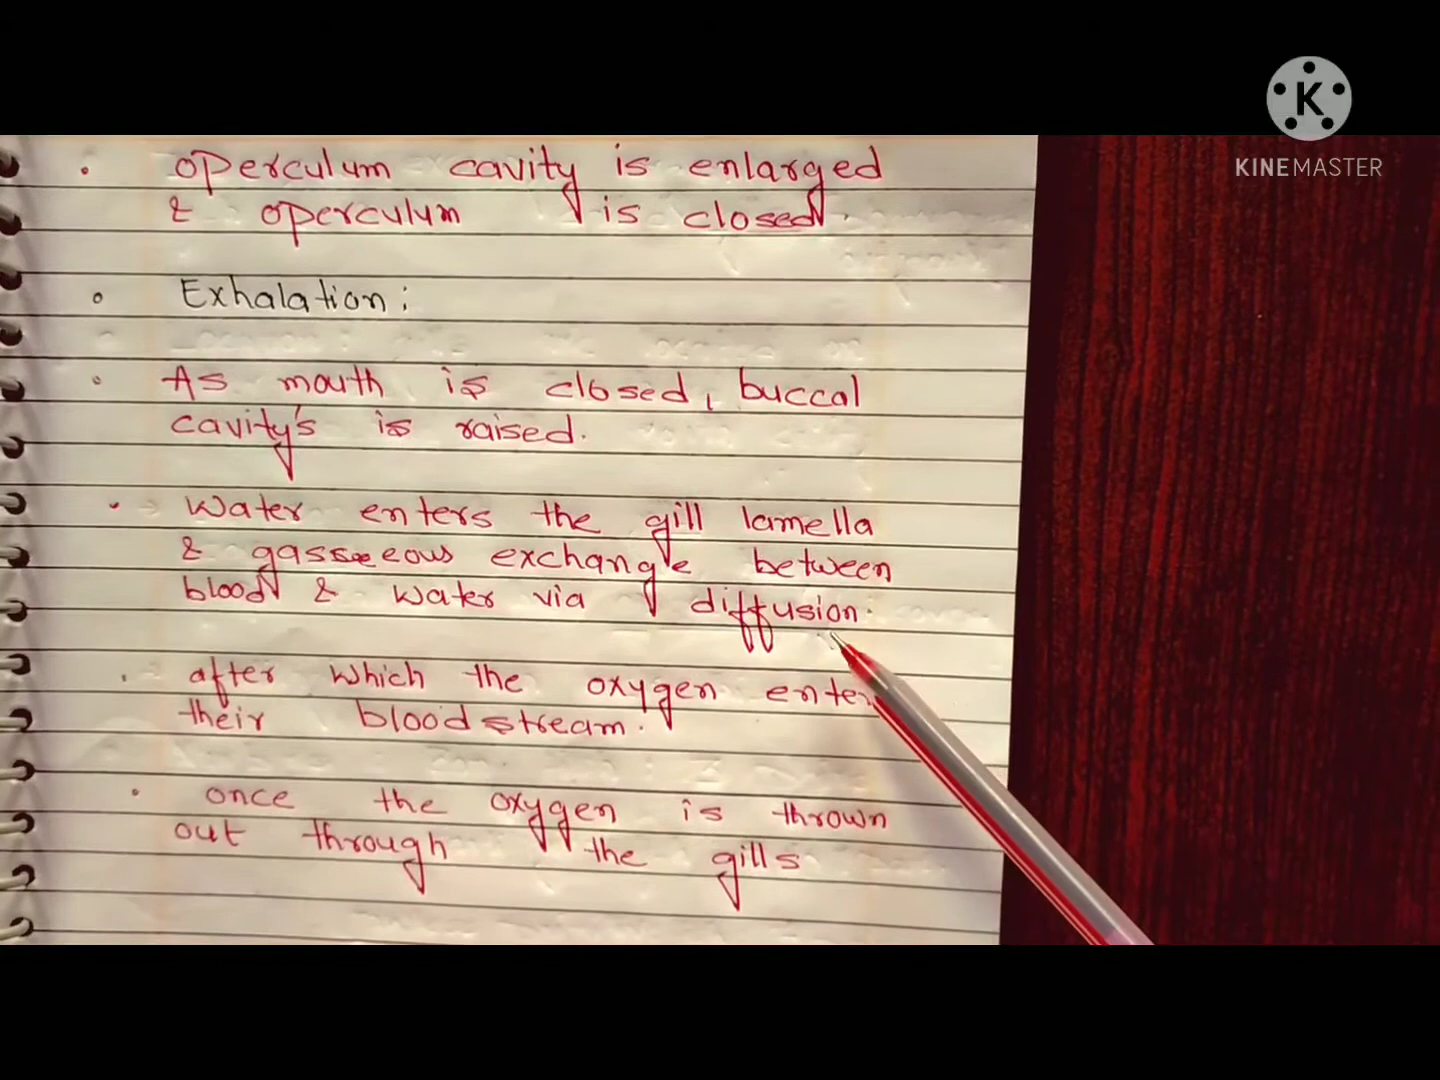 K
KINEMASTER
• operculum cavity is enlarged
& operculum is closed.
• Exhalation:
• As mouth is closed, buccal
cavity's is raised.
• Water enters the gill lamella
& gasseeous exchange between
blood & water via diffusion.
• after which the oxygen enter
their bloodstream.
• once the oxygen is thrown
out through the gills